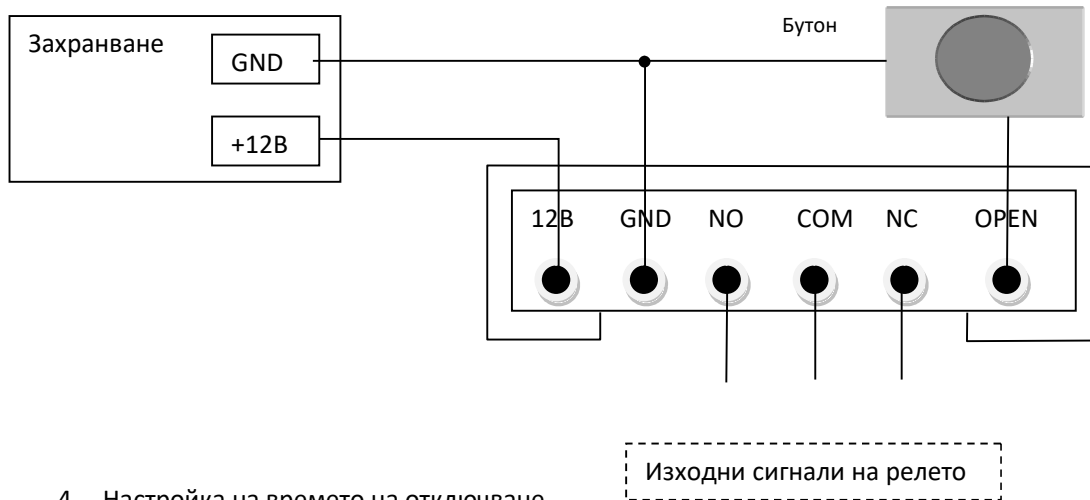 Захранване
GND
+12В
Бутон
12В GND NO COM NC OPEN
Изходни сигнали на релето
4. Настройка на времето на отключване